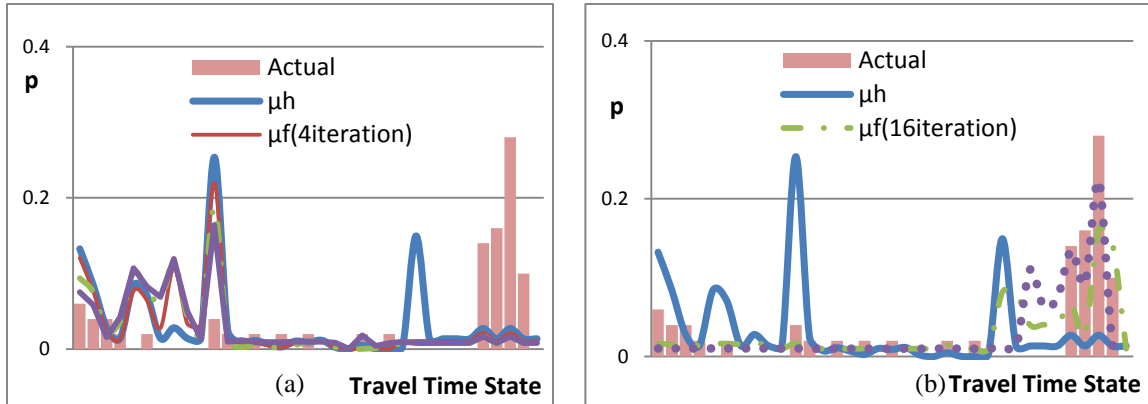 0.4
p
Actual
μh
μf(4iteration)
0.2
0
(a)
Travel Time State
0.4
p
Actual
μh
μf(16iteration)
0.2
0
(b)
Travel Time State